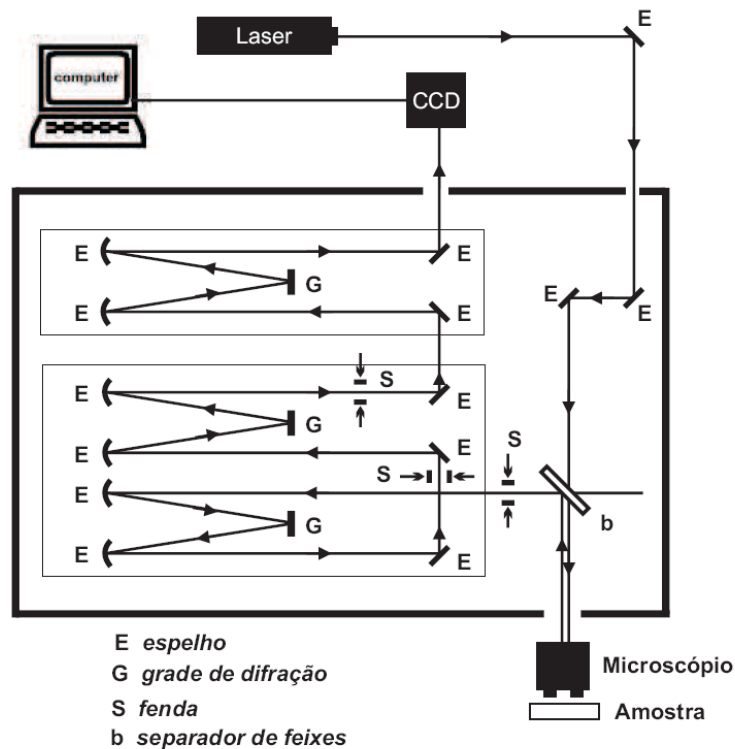 Laser
E
computer
CCD
E
E
G
E
E
E
E
E
E
S
E
G
E
E
E
S
S
E
G
b
E
E
E espelho
G grade de difração
S fenda
b separador de feixes
Microscópio
Amostra